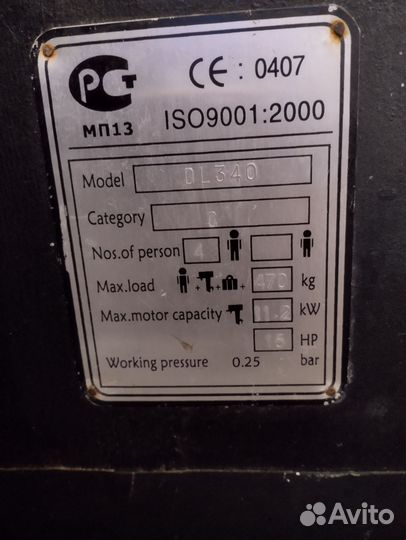 РСТ
CE : 0407
МП13
ISO9001:2000
Model DL340
Category C
Nos.of person 4
Max.load + + + 470 kg
Max.motor capacity 11.2 kW
15 HP
Working pressure 0.25 bar
Avito